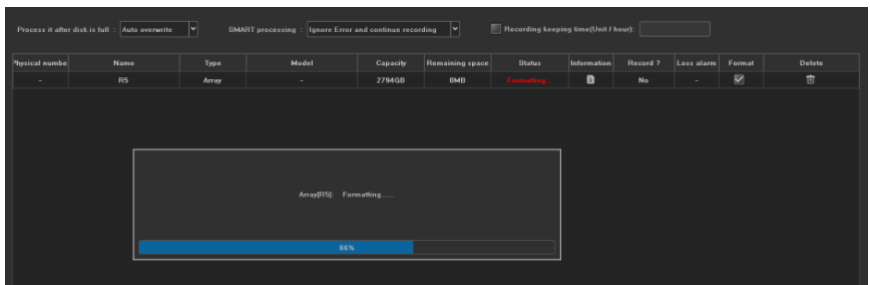 Process it after disk is full : Auto overwrite SMART processing : Ignore Error and continue recording Recording keeping time(Unit / hour):
Physical numbe Name Type Model Capacity Remaining space Status Information Record ? Loss alarm Format Delete
- R5 Array - 2794GB 0MB Formatting... No -
Array[R5]: Formatting......
66%